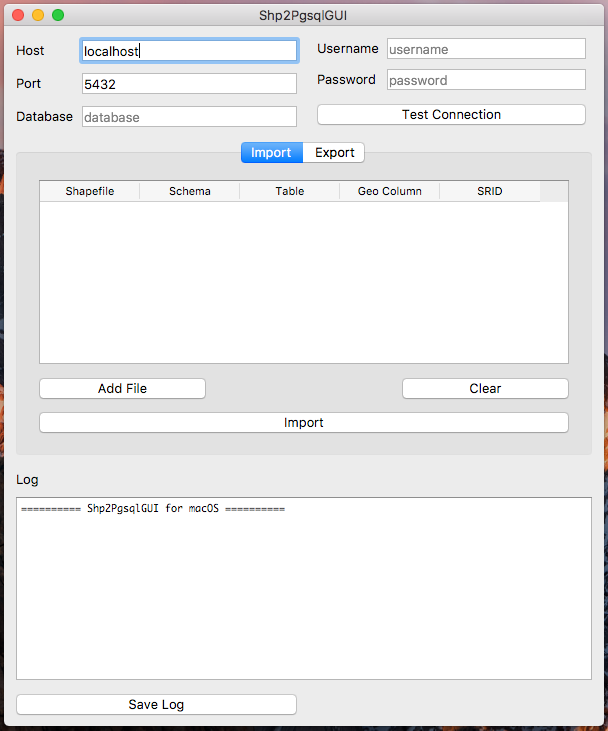 Shp2PgsqlGUI
Host localhost
Username username
Port 5432
Password password
Database database
Test Connection
Import Export
Shapefile Schema Table Geo Column SRID
Add File Clear
Import
Log
========== Shp2PgsqlGUI for macOS ==========
Save Log